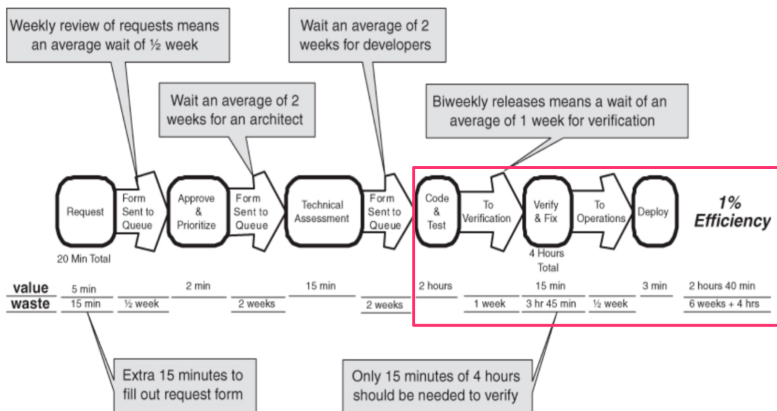 Weekly review of requests means
an average wait of ½ week
Wait an average of 2
weeks for developers
Wait an average of 2
weeks for an architect
Biweekly releases means a wait of an
average of 1 week for verification
Request
Form
Sent to
Queue
Approve
&
Prioritize
Form
Sent to
Queue
Technical
Assessment
Form
Sent to
Queue
Code
&
Test
To
Verification
Verify
& Fix
To
Operations
Deploy
1%
Efficiency
20 Min Total
4 Hours
Total
value 5 min 2 min 15 min 2 hours 15 min 3 min 2 hours 40 min
waste 15 min ½ week 2 weeks 2 weeks 1 week 3 hr 45 min ½ week 6 weeks + 4 hrs
Extra 15 minutes to
fill out request form
Only 15 minutes of 4 hours
should be needed to verify